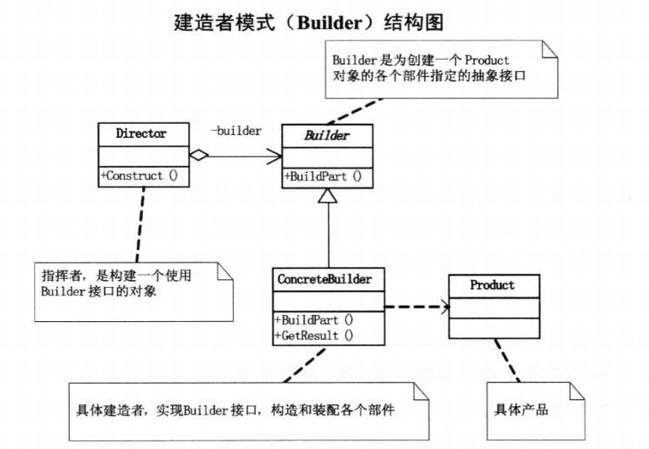 建造者模式（Builder）结构图
Builder是为创建一个Product
对象的各个部件指定的抽象接口
Director
-builder
Builder
+Construct()
+BuildPart()
指挥者，是构建一个使用
Builder接口的对象
ConcreteBuilder
Product
+BuildPart()
+GetResult()
具体建造者，实现Builder接口，构造和装配各个部件
具体产品